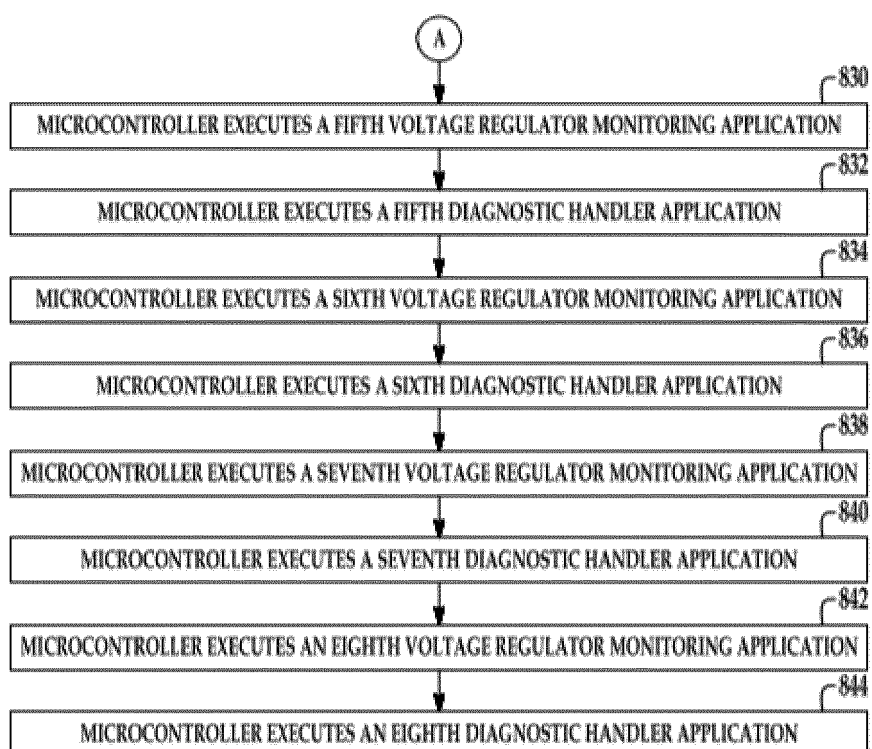 A
830
MICROCONTROLLER EXECUTES A FIFTH VOLTAGE REGULATOR MONITORING APPLICATION
832
MICROCONTROLLER EXECUTES A FIFTH DIAGNOSTIC HANDLER APPLICATION
834
MICROCONTROLLER EXECUTES A SIXTH VOLTAGE REGULATOR MONITORING APPLICATION
836
MICROCONTROLLER EXECUTES A SIXTH DIAGNOSTIC HANDLER APPLICATION
838
MICROCONTROLLER EXECUTES A SEVENTH VOLTAGE REGULATOR MONITORING APPLICATION
840
MICROCONTROLLER EXECUTES A SEVENTH DIAGNOSTIC HANDLER APPLICATION
842
MICROCONTROLLER EXECUTES AN EIGHTH VOLTAGE REGULATOR MONITORING APPLICATION
844
MICROCONTROLLER EXECUTES AN EIGHTH DIAGNOSTIC HANDLER APPLICATION